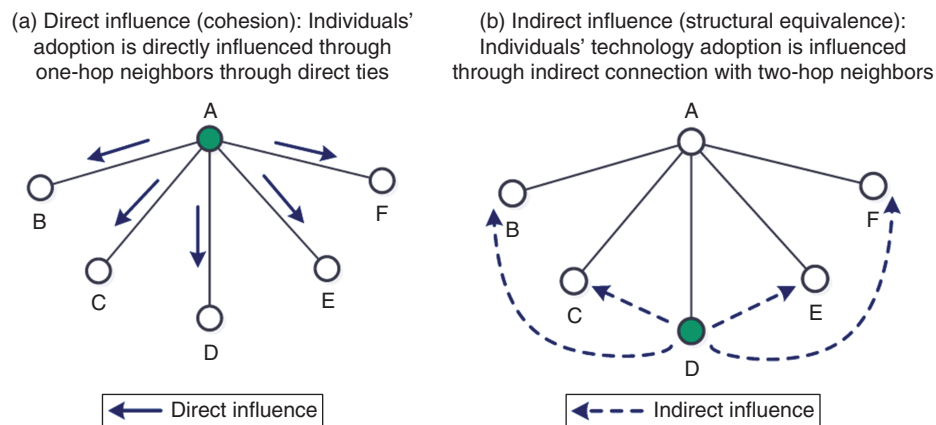 (a) Direct influence (cohesion): Individuals’
adoption is directly influenced through
one-hop neighbors through direct ties
A
B
F
C
E
D
Direct influence
(b) Indirect influence (structural equivalence):
Individuals’ technology adoption is influenced
through indirect connection with two-hop neighbors
A
B
F
C
E
D
Indirect influence